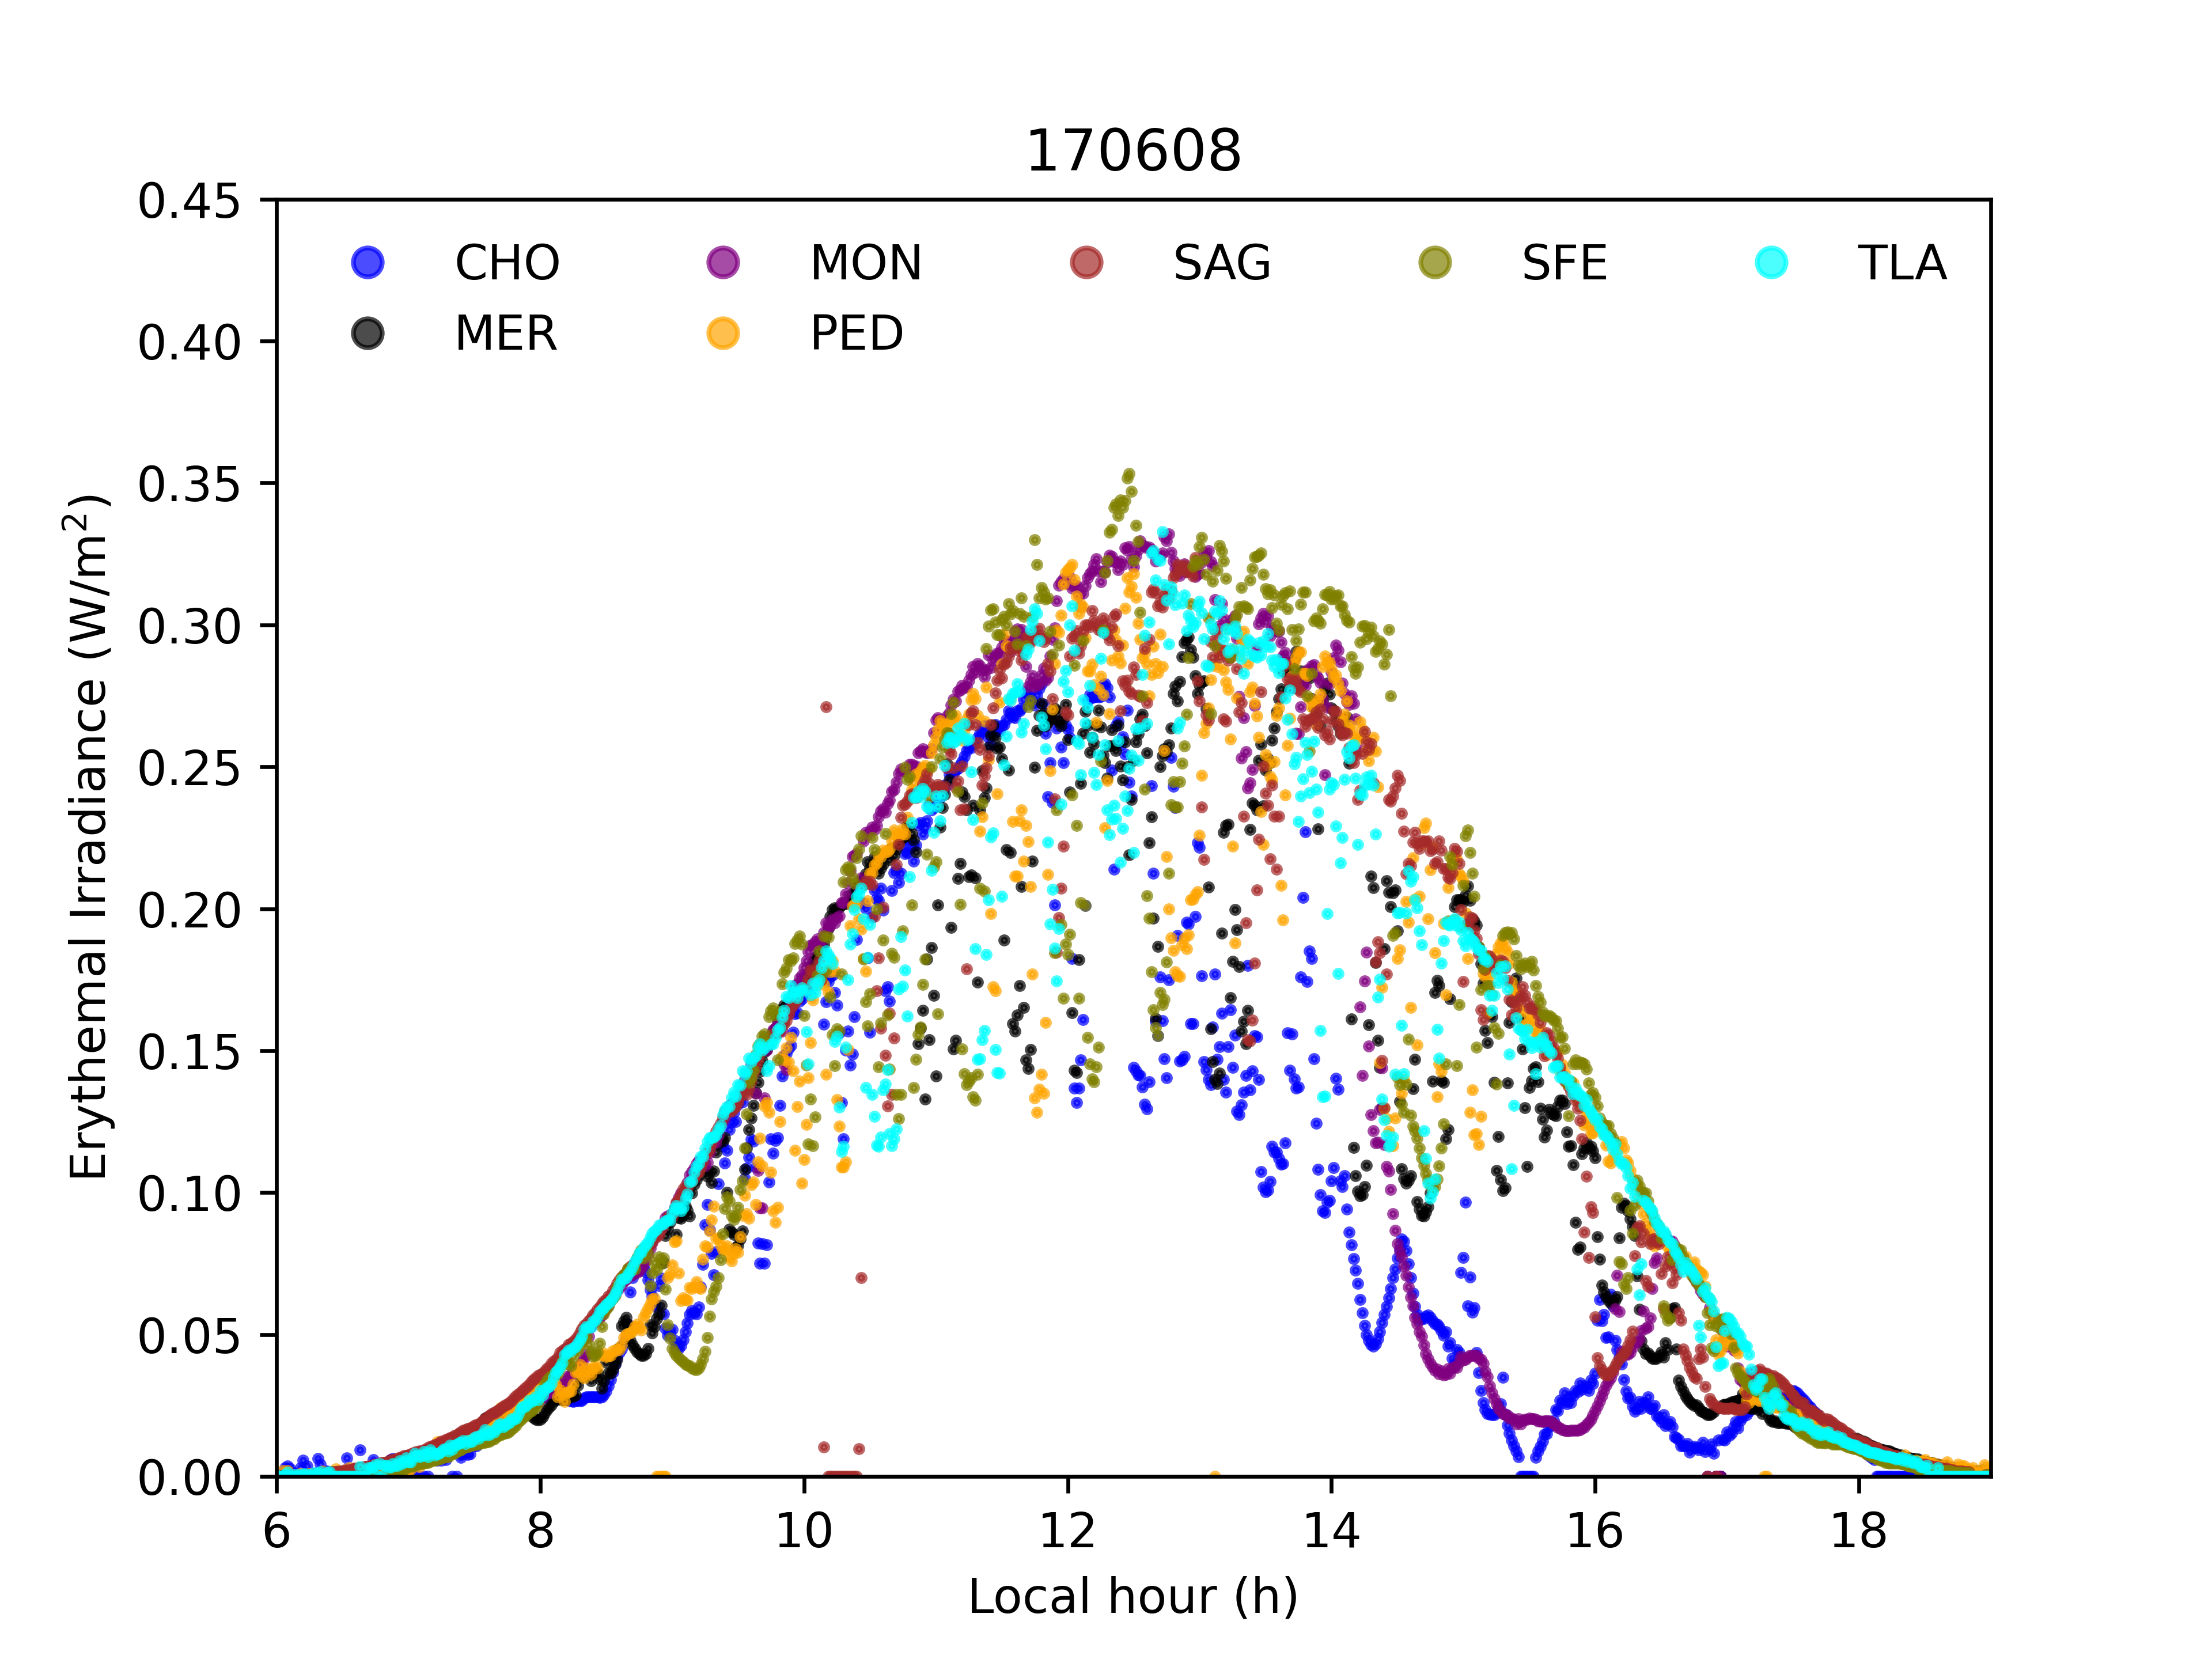 170608
0.45
0.40
0.35
0.30
0.25
0.20
0.15
0.10
0.05
0.00
Erythemal Irradiance (W/m²)
CHO MON SAG SFE TLA
MER PED
6 8 10 12 14 16 18
Local hour (h)